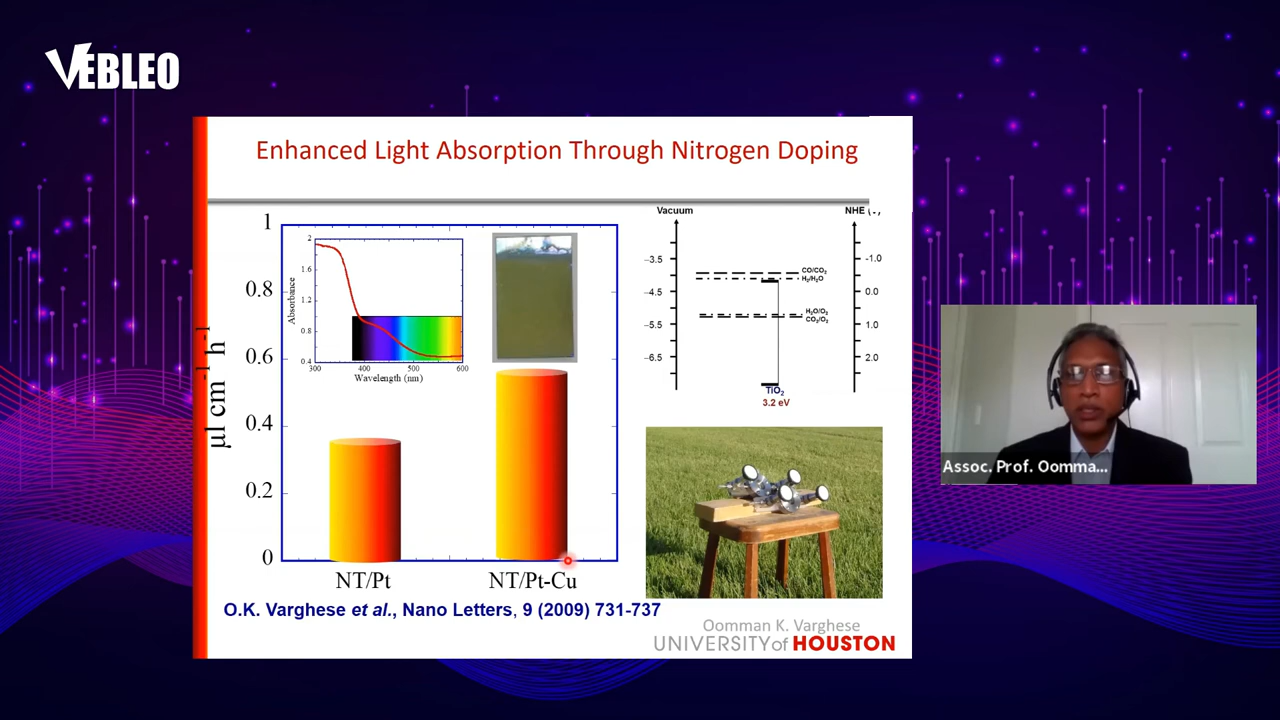 VEBLEO
Enhanced Light Absorption Through Nitrogen Doping
1
0.8
0.6
0.4
0.2
0
µl cm⁻¹ h⁻¹
2
1.6
1.2
0.8
0.4
300
400
500
600
Absorbance
Wavelength (nm)
NT/Pt
NT/Pt-Cu
Vacuum
NHE
-3.5
-4.5
-5.5
-6.5
-1.0
0.0
1.0
2.0
CO/CO₂
H₂/H₂O
H₂O/O₂
CO₂/O₂
TiO₂
3.2 eV
O.K. Varghese et al., Nano Letters, 9 (2009) 731-737
Oomman K. Varghese
UNIVERSITY of HOUSTON
Assoc. Prof. Oomma...